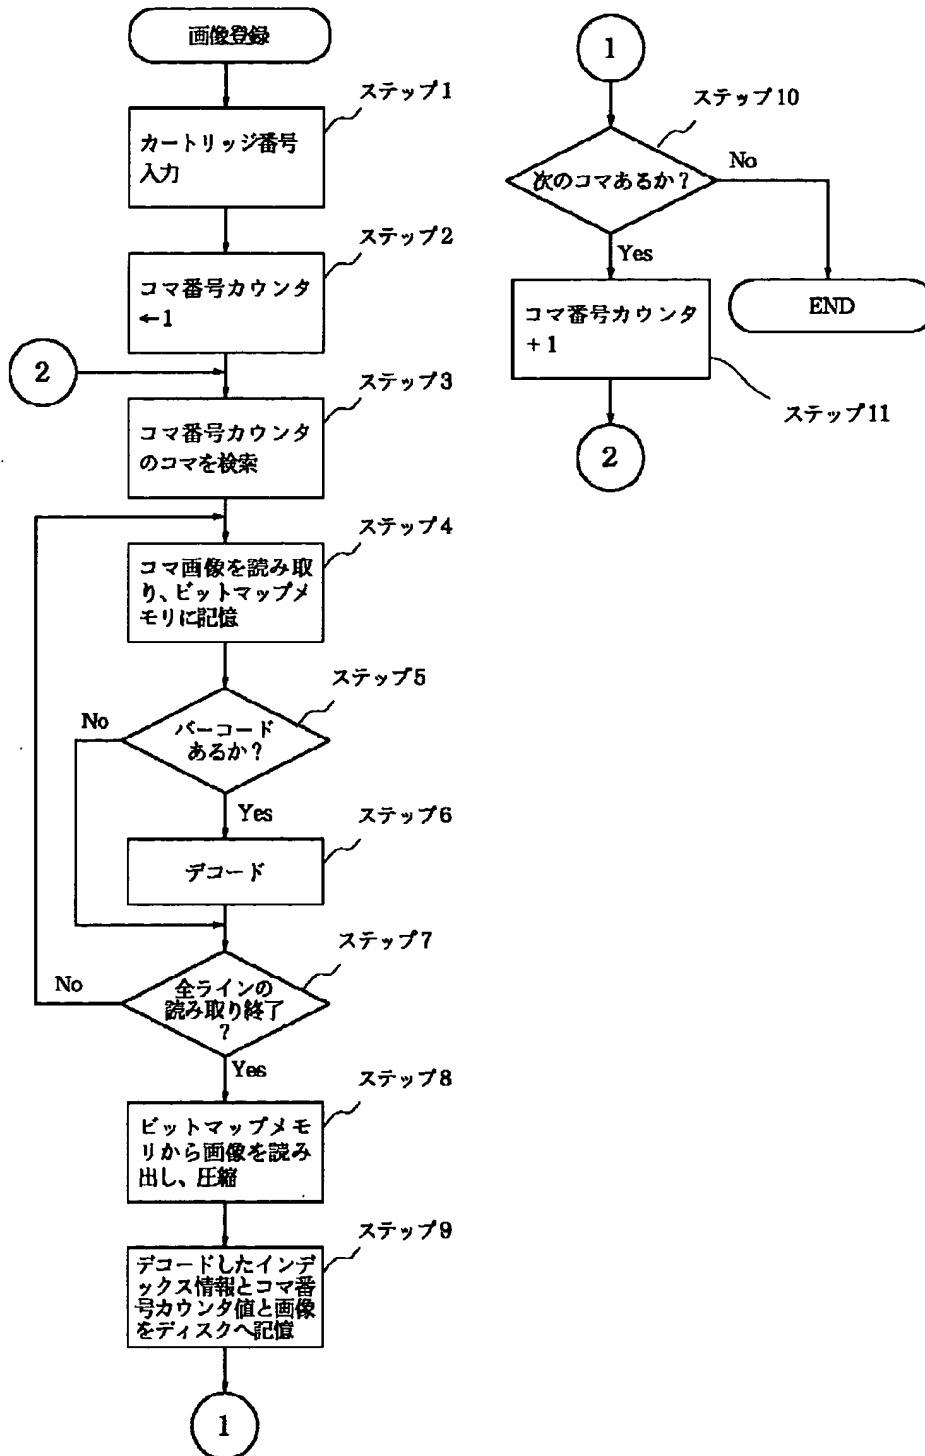 画像登録
ステップ1
カートリッジ番号
入力
ステップ2
コマ番号カウンタ
←1
2
ステップ3
コマ番号カウンタ
のコマを検索
ステップ4
コマ画像を読み取
り、ビットマップメ
モリに記憶
ステップ5
No
バーコード
あるか?
Yes
ステップ6
デコード
ステップ7
No
全ラインの
読み取り終了
?
Yes
ステップ8
ビットマップメモ
リから画像を読み
出し、圧縮
ステップ9
デコードしたインデ
ックス情報とコマ番
号カウンタ値と画像
をディスクへ記憶
1
1
ステップ10
次のコマあるか?
No
Yes
コマ番号カウンタ
+1
END
ステップ11
2